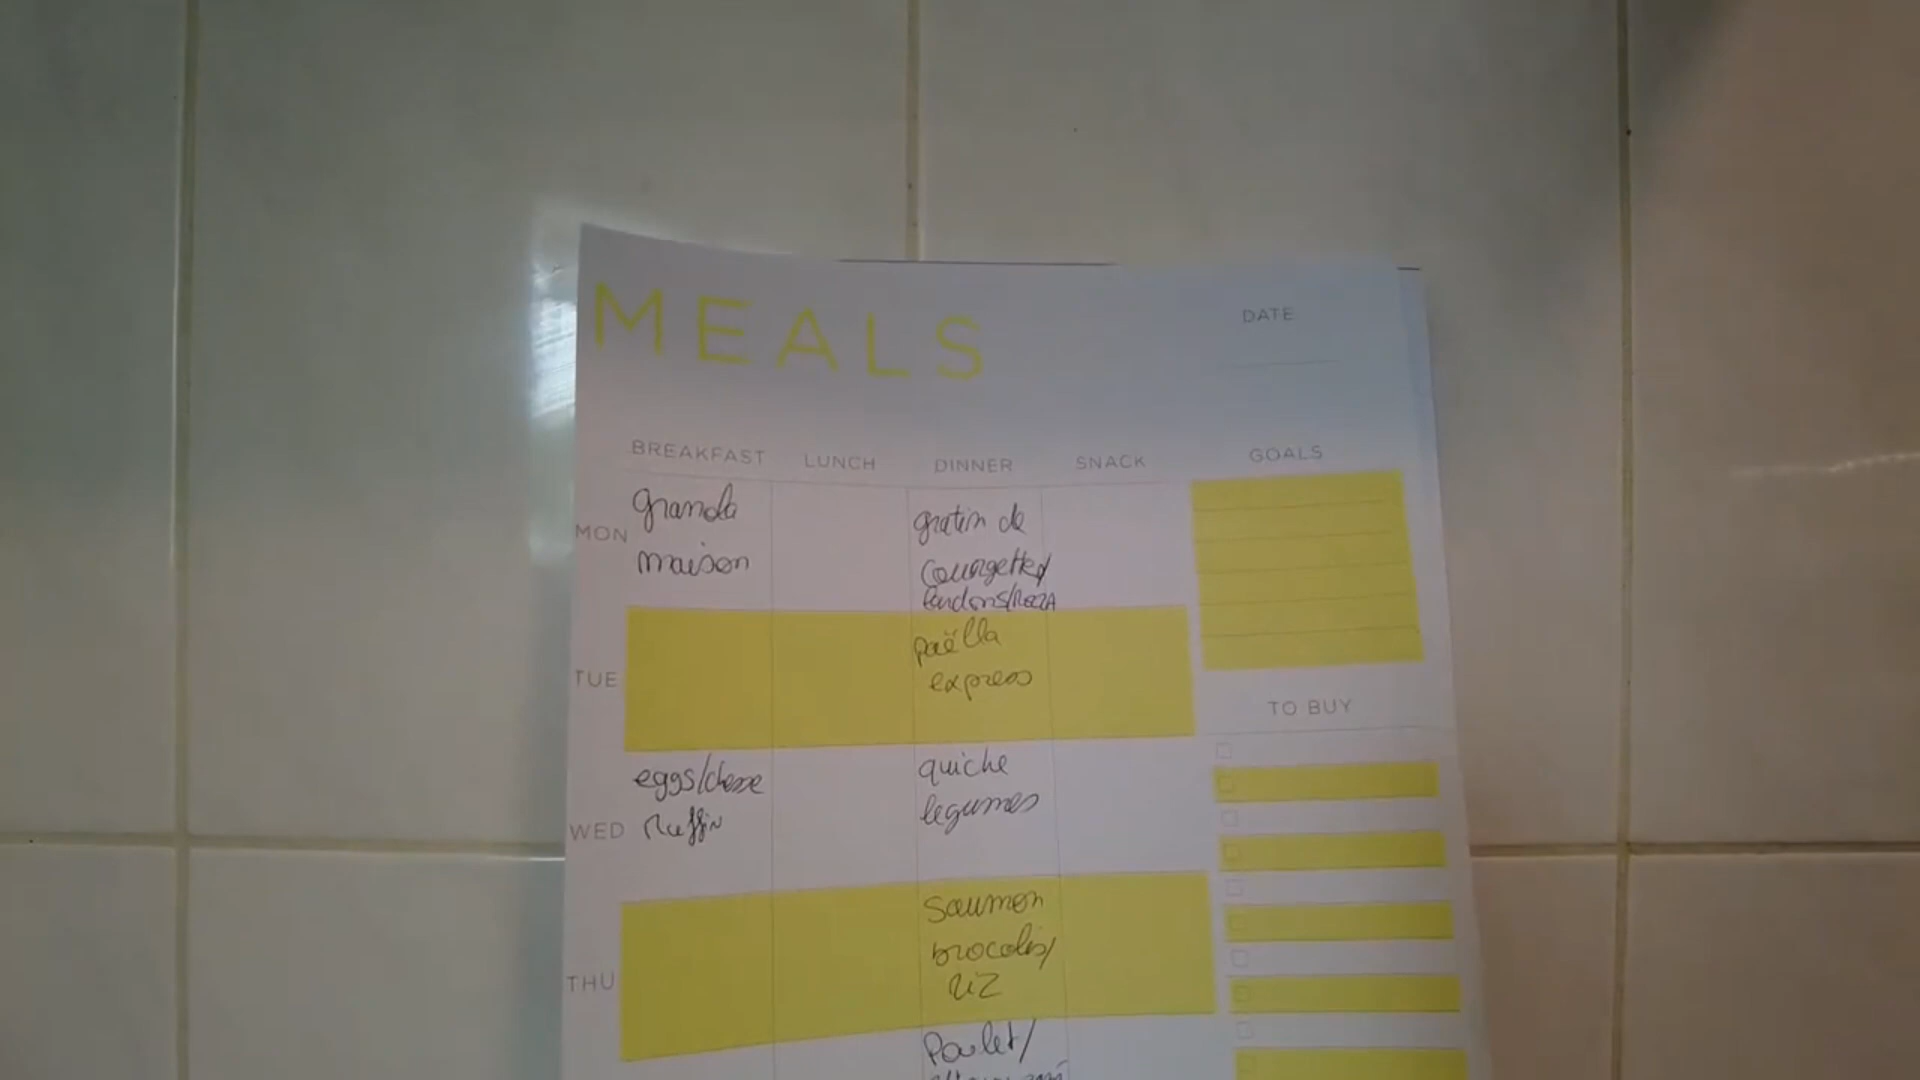 MEALS
DATE
BREAKFAST LUNCH DINNER SNACK GOALS
MON
granola
maison
gratin de
courgettes/
lardons/
TUE
paëlla
express
TO BUY
WED
eggs/cheese
Muffin
quiche
legumes
THU
Saumon
brocolis/
riz
Poulet/